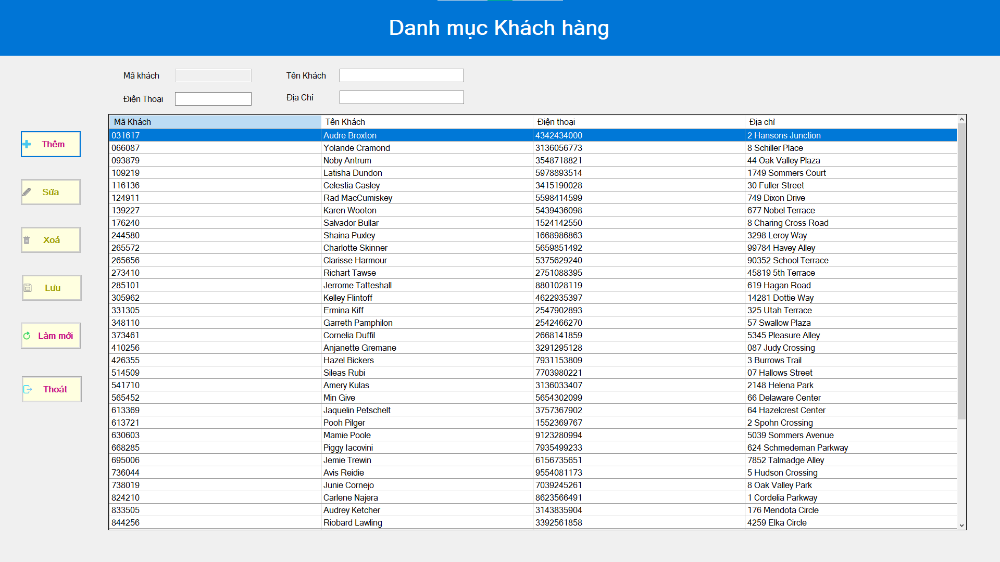 Danh mục Khách hàng
Mã khách Tên Khách
Điện Thoại Địa Chỉ
Thêm
Sửa
Xoá
Lưu
Làm mới
Thoát
Mã Khách Tên Khách Điện thoại Địa chỉ
031617 Audre Broxton 4342434000 2 Hansons Junction
066087 Yolande Cramond 3136056773 8 Schiller Place
093879 Noby Antrum 3548718821 44 Oak Valley Plaza
109219 Latisha Dundon 5978893514 1749 Sommers Court
116136 Celestia Casley 3415190028 30 Fuller Street
124911 Rad MacCumiskey 5598414599 749 Dixon Drive
139227 Karen Wooton 5439436098 677 Nobel Terrace
176240 Salvador Bullar 1524142550 8 Charing Cross Road
244580 Shaina Puxley 1668986863 3298 Leroy Way
265572 Charlotte Skinner 5659851492 99784 Havey Alley
265656 Clarisse Harmour 5375629240 90352 School Terrace
273410 Richart Tawse 2751088395 45819 5th Terrace
285101 Jerrome Tatteshall 8801028119 619 Hagan Road
305962 Kelley Flintoff 4622935397 14281 Dottie Way
331305 Ermina Kiff 2547902893 325 Utah Terrace
348110 Garreth Pamphilon 2542466270 57 Swallow Plaza
373461 Cornelia Duffil 2668141859 5345 Pleasure Alley
410256 Anjanette Gremane 3291295128 087 Judy Crossing
426355 Hazel Bickers 7931153809 3 Burrows Trail
514509 Sileas Rubi 7703980221 07 Hallows Street
541710 Amery Kulas 3136033407 2148 Helena Park
565452 Min Give 5654302099 66 Delaware Center
613369 Jaquelin Petschelt 3757367902 64 Hazelcrest Center
613721 Pooh Pilger 1552369767 2 Spohn Crossing
630603 Mamie Poole 9123280994 5039 Sommers Avenue
668285 Piggy Iacovini 7935499233 624 Schmedeman Parkway
695006 Jemie Trewin 6156735651 7852 Talmadge Alley
736044 Avis Reidie 9554081173 5 Hudson Crossing
738019 Junie Cornejo 7039245261 8 Oak Valley Park
824210 Carlene Najera 8623566491 1 Cordelia Parkway
833505 Audrey Ketcher 3143835904 176 Mendota Circle
844256 Riobard Lawling 3392561858 4259 Elka Circle